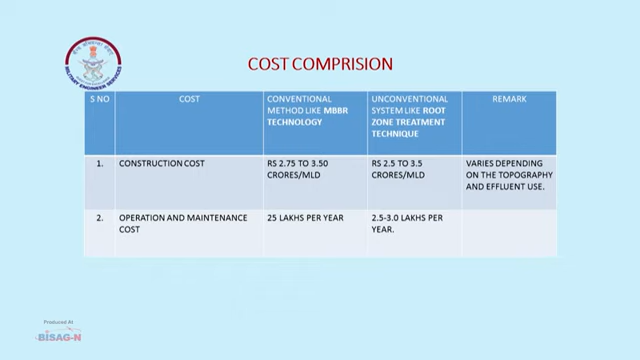 MILITARY ENGINEER SERVICES
COST COMPRISION
S NO
COST
CONVENTIONAL
METHOD LIKE MBBR
TECHNOLOGY
UNCONVENTIONAL
SYSTEM LIKE ROOT
ZONE TREATMENT
TECHNIQUE
REMARK
1.
CONSTRUCTION COST
RS 2.75 TO 3.50
CRORES/MLD
RS 2.5 TO 3.5
CRORES/MLD
VARIES DEPENDING
ON THE TOPOGRAPHY
AND EFFLUENT USE.
2.
OPERATION AND MAINTENANCE
COST
25 LAKHS PER YEAR
2.5-3.0 LAKHS PER
YEAR.
Produced At
BISAG-N